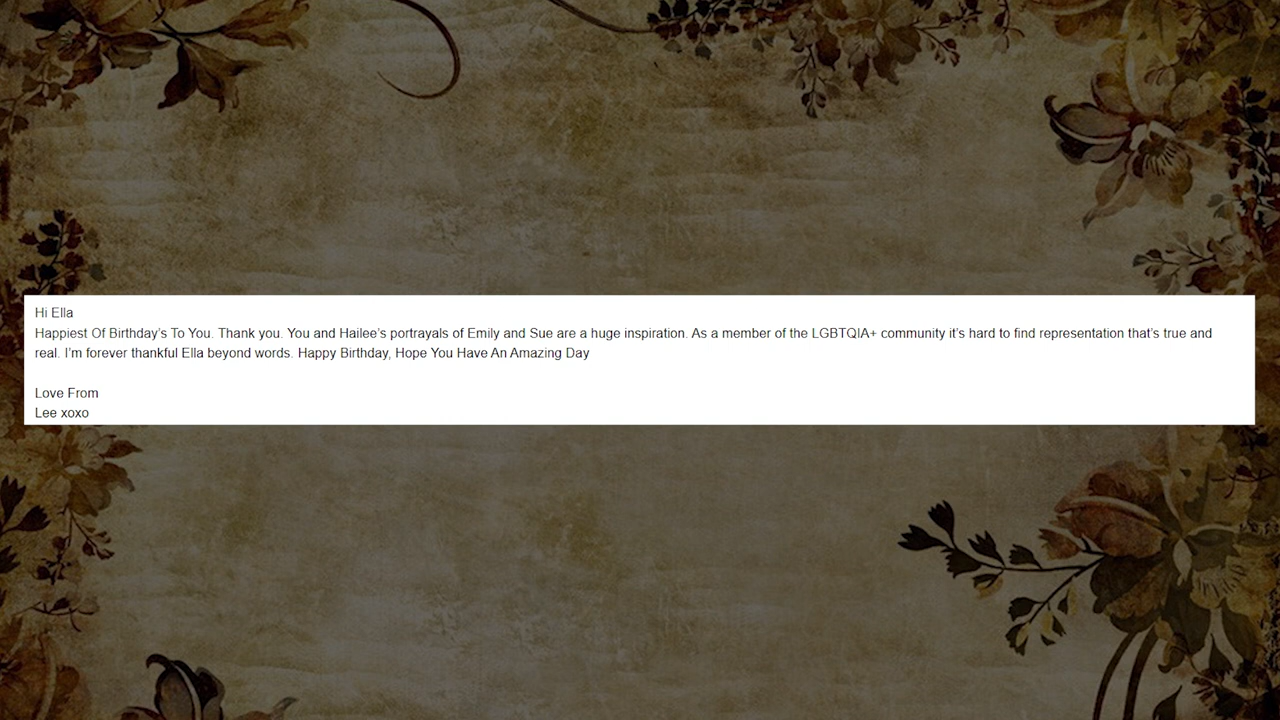 Hi Ella
Happiest Of Birthday’s To You. Thank you. You and Hailee’s portrayals of Emily and Sue are a huge inspiration. As a member of the LGBTQIA+ community it’s hard to find representation that’s true and
real. I’m forever thankful Ella beyond words. Happy Birthday, Hope You Have An Amazing Day
Love From
Lee xoxo